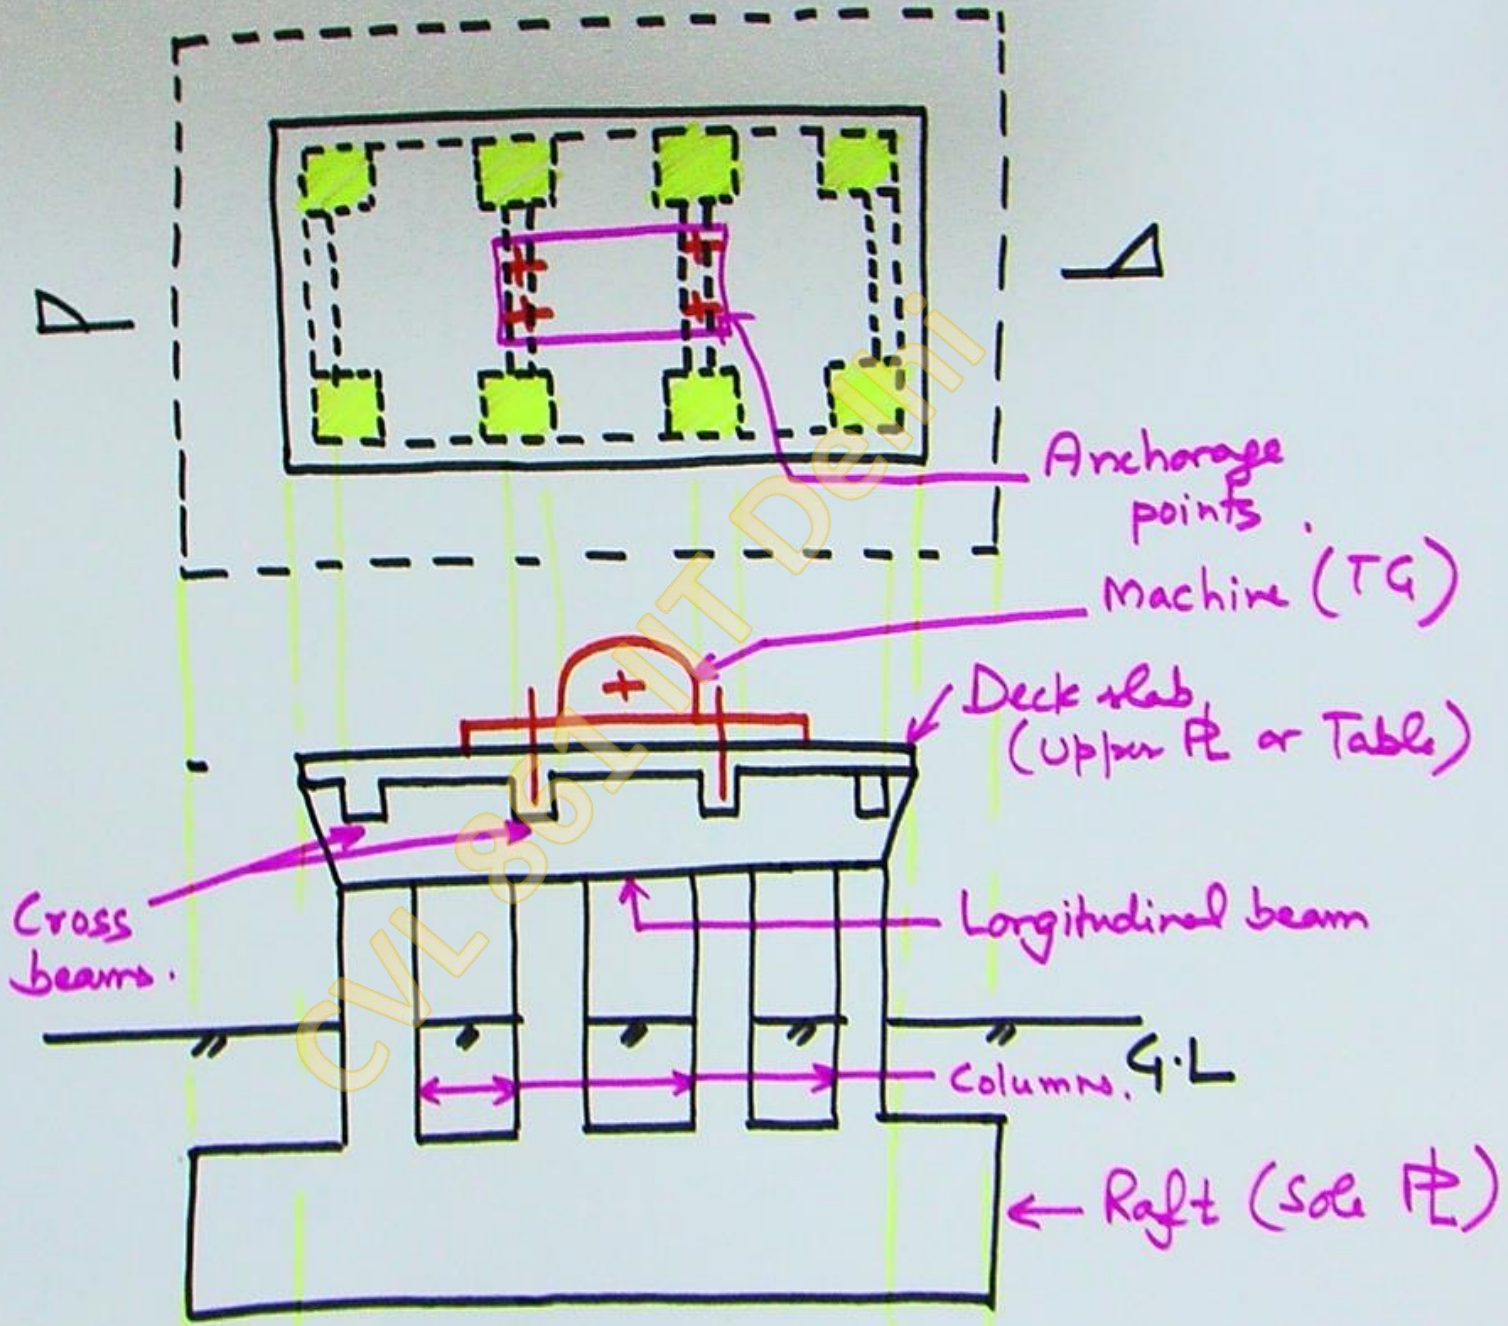 Anchorage
points.
Machine (TG)
Deck slab,
(Upper PL or Table)
Cross
beams.
Longitudinal beam
Columns.
G.L
Raft (Sole PL)
CVL 861 IIT Delhi